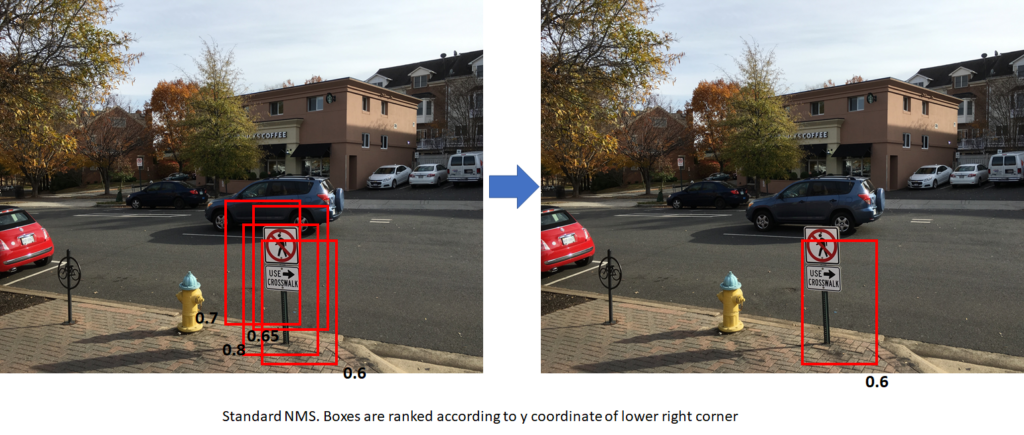 COFFEE
COFFEE
USE
CROSSWALK
USE
CROSSWALK
0.7
0.65
0.8
0.6
0.6
Standard NMS. Boxes are ranked according to y coordinate of lower right corner